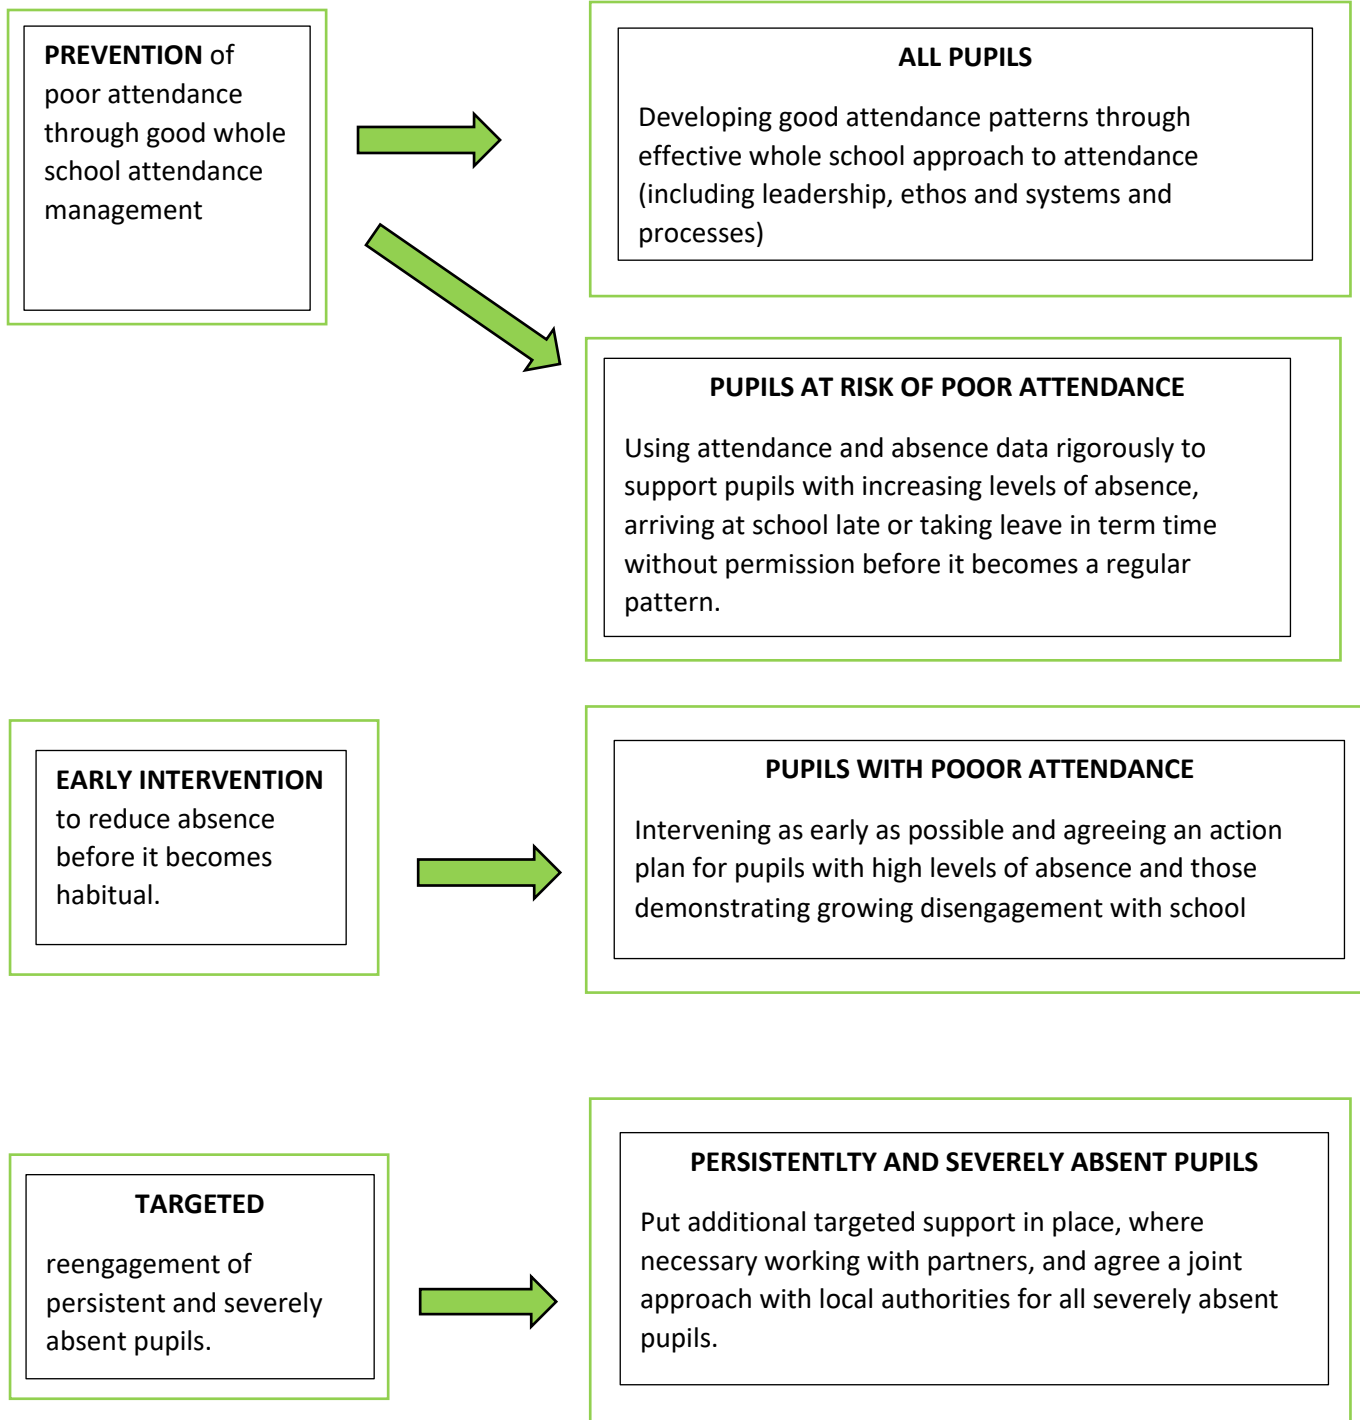 PREVENTION of
poor attendance
through good whole
school attendance
management
ALL PUPILS
Developing good attendance patterns through
effective whole school approach to attendance
(including leadership, ethos and systems and
processes)
PUPILS AT RISK OF POOR ATTENDANCE
Using attendance and absence data rigorously to
support pupils with increasing levels of absence,
arriving at school late or taking leave in term time
without permission before it becomes a regular
pattern.
EARLY INTERVENTION
to reduce absence
before it becomes
habitual.
PUPILS WITH POOOR ATTENDANCE
Intervening as early as possible and agreeing an action
plan for pupils with high levels of absence and those
demonstrating growing disengagement with school
TARGETED
reengagement of
persistent and severely
absent pupils.
PERSISTENTLTY AND SEVERELY ABSENT PUPILS
Put additional targeted support in place, where
necessary working with partners, and agree a joint
approach with local authorities for all severely absent
pupils.